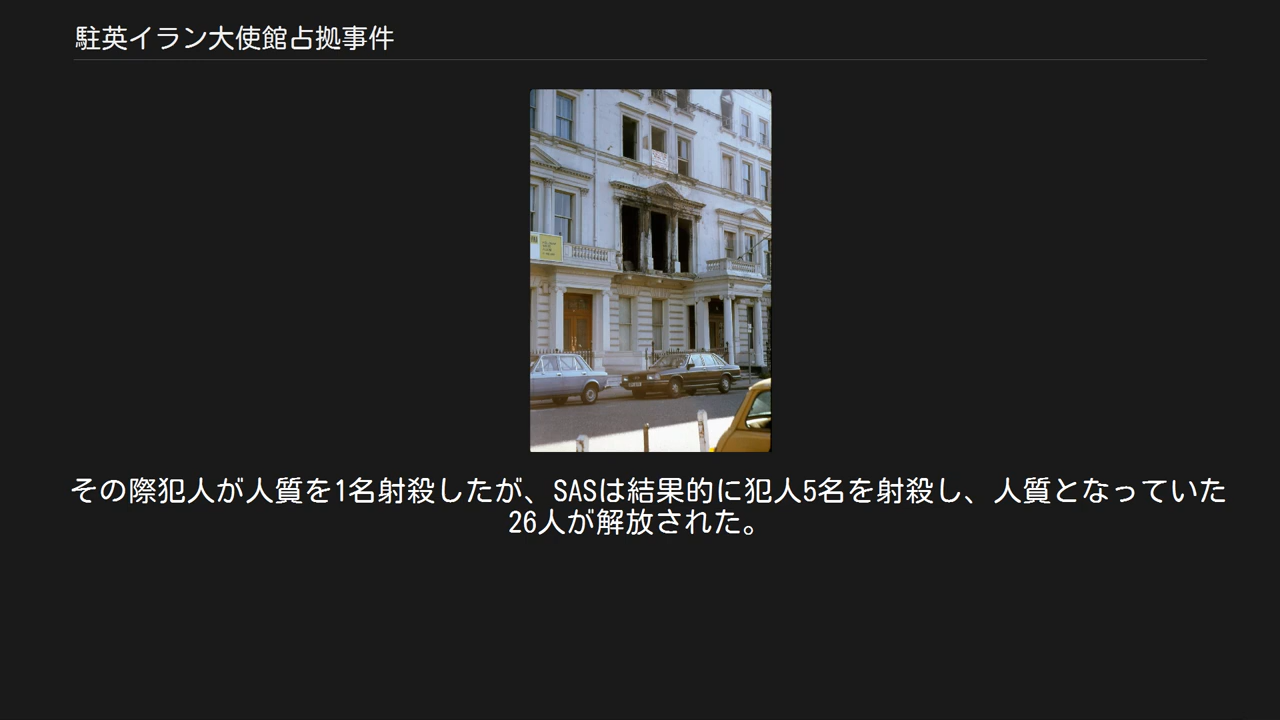 駐英イラン大使館占拠事件
その際犯人が人質を1名射殺したが、SASは結果的に犯人5名を射殺し、人質となっていた
26人が解放された。